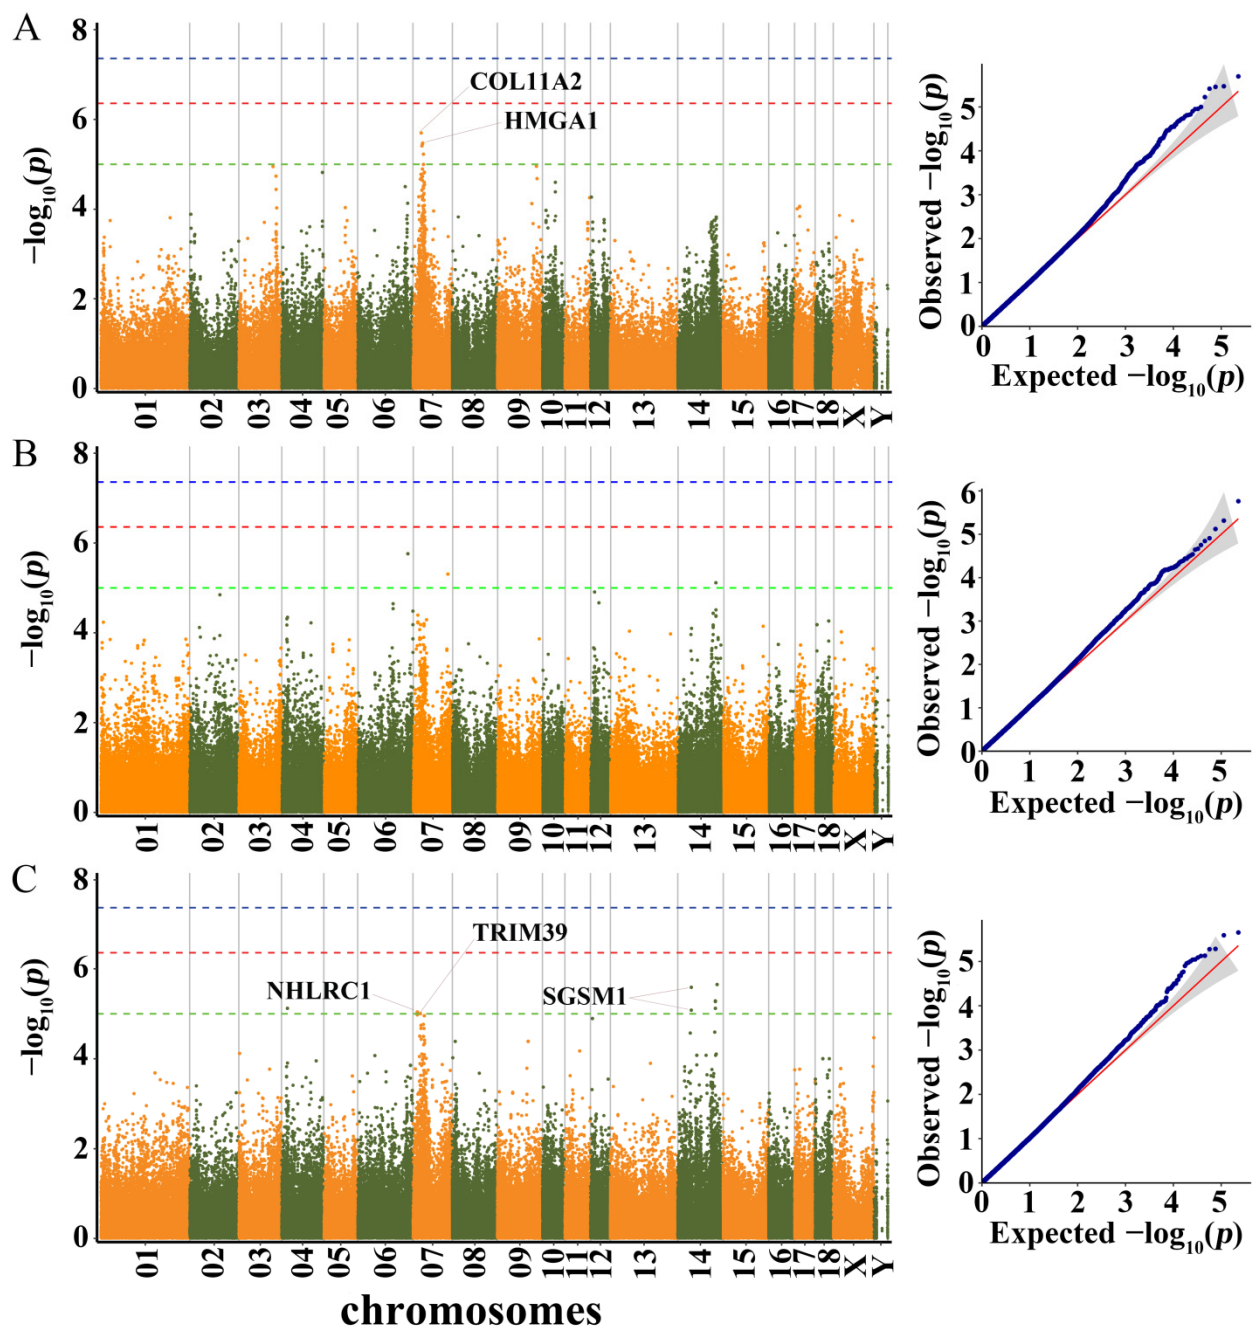 A
8
6
4
2
0
−log10(p)
COL11A2
HMGA1
01 02 03 04 05 06 07 08 09 10 11 12 13 14 15 16 17 18 X Y
Observed −log10(p)
5
4
3
2
1
0
0 1 2 3 4 5
Expected −log10(p)
B
8
6
4
2
0
−log10(p)
01 02 03 04 05 06 07 08 09 10 11 12 13 14 15 16 17 18 X Y
Observed −log10(p)
6
5
4
3
2
1
0
0 1 2 3 4 5
Expected −log10(p)
C
8
6
4
2
0
−log10(p)
TRIM39
NHLRC1
SGSM1
01 02 03 04 05 06 07 08 09 10 11 12 13 14 15 16 17 18 X Y
chromosomes
Observed −log10(p)
5
4
3
2
1
0
0 1 2 3 4 5
Expected −log10(p)